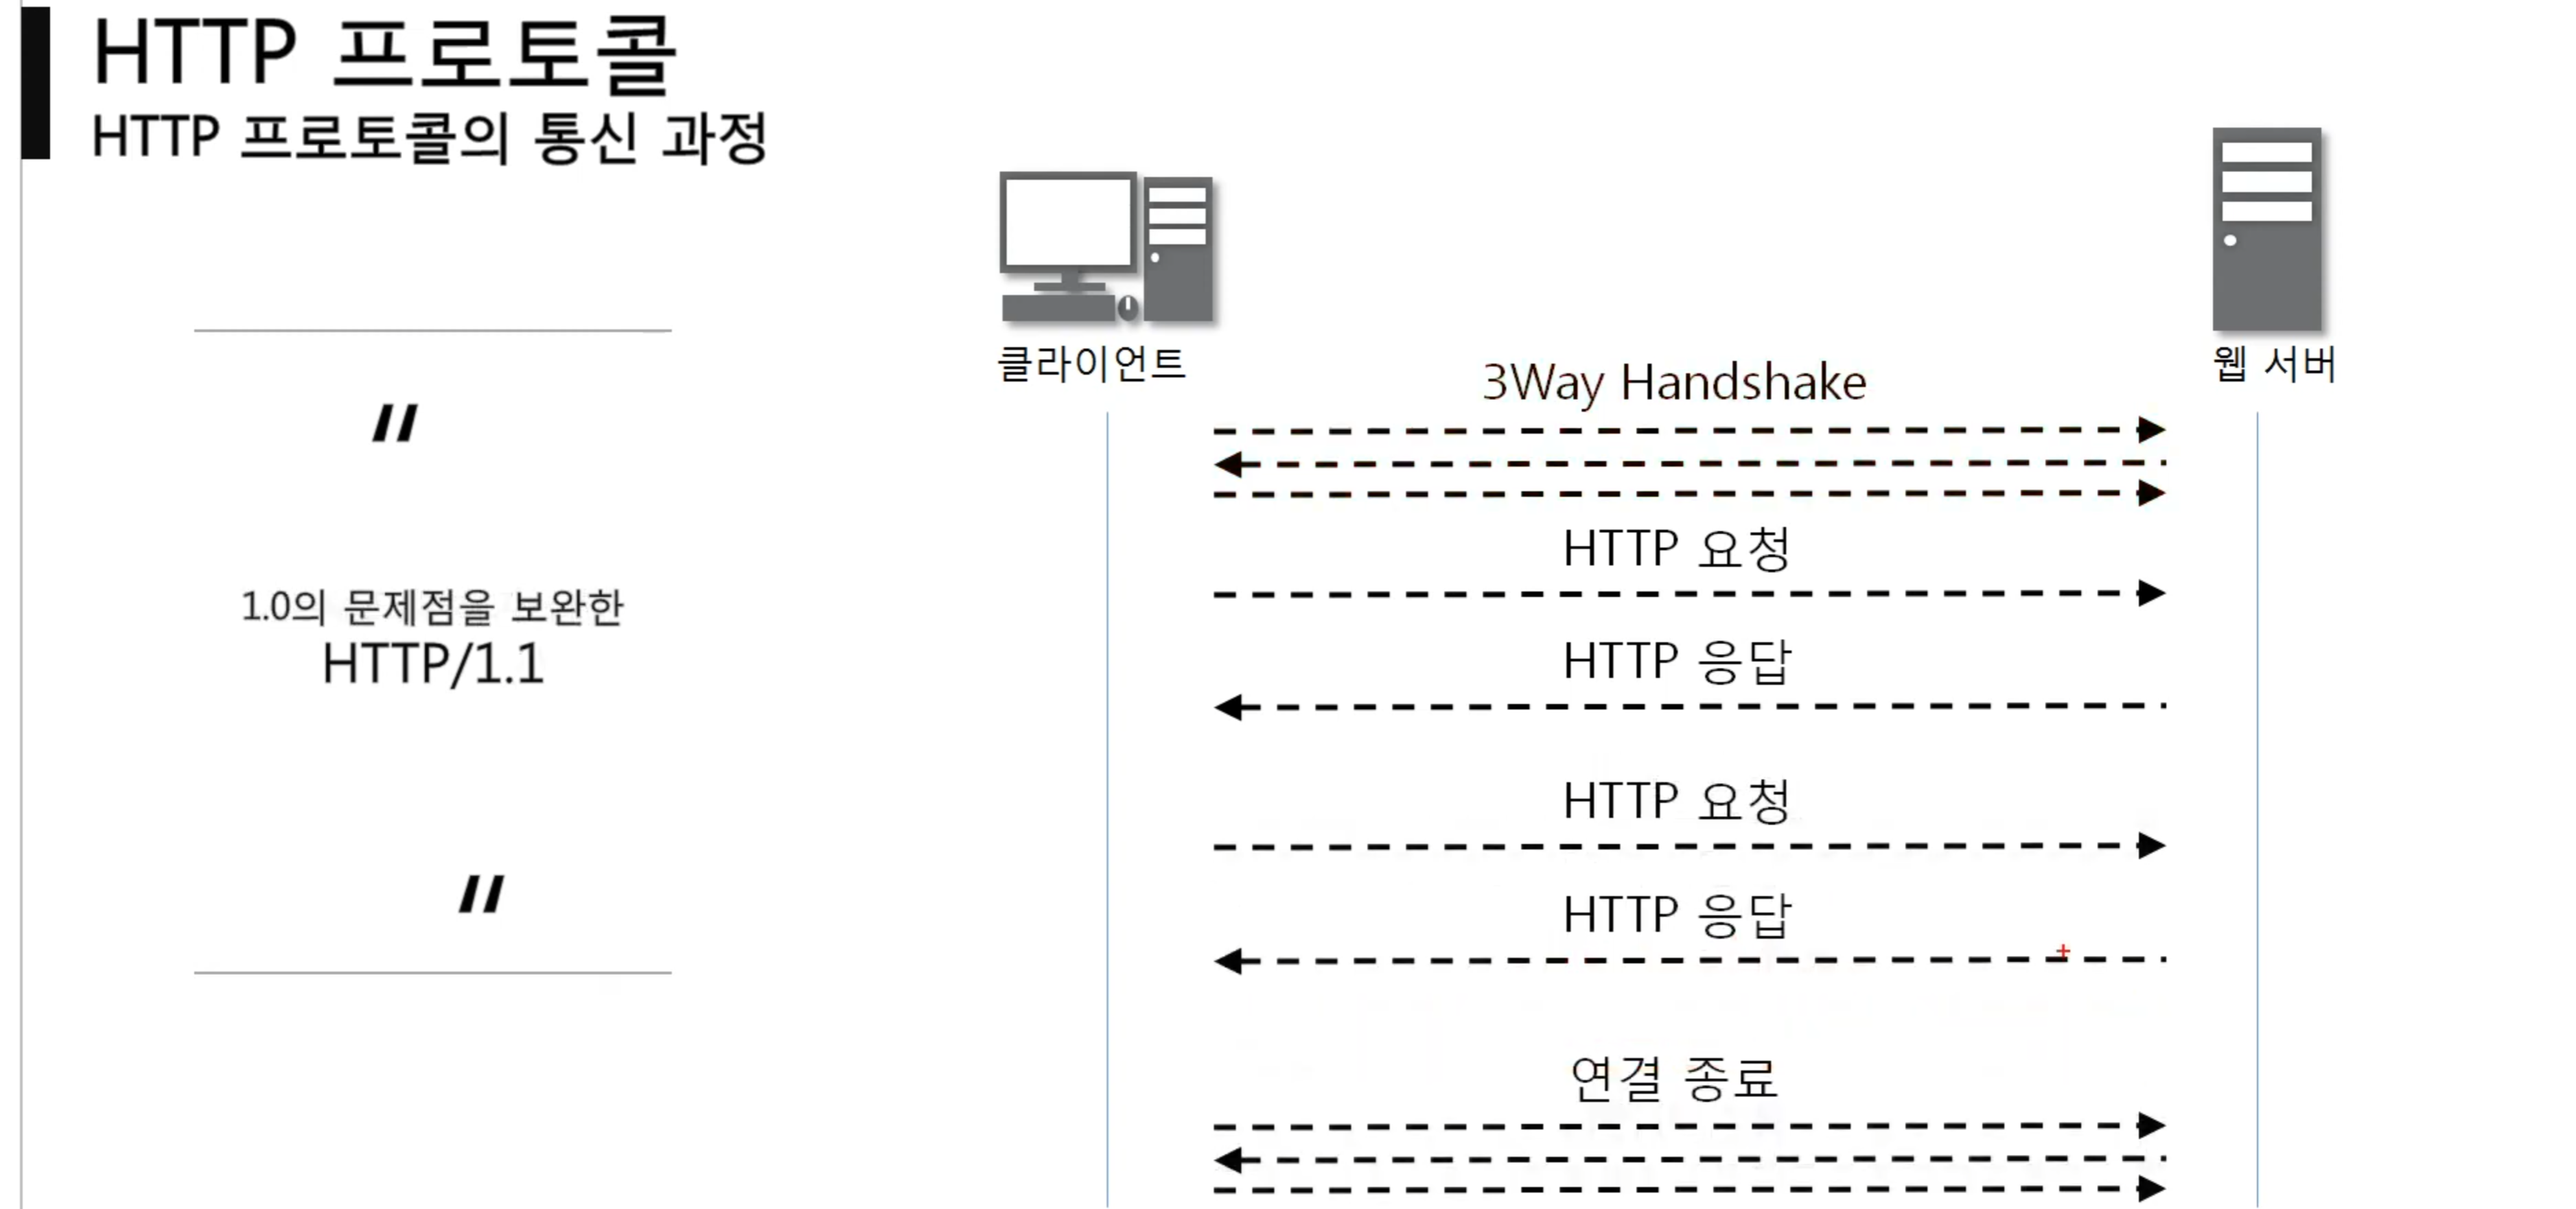 HTTP 프로토콜
HTTP 프로토콜의 통신 과정
"
1.0의 문제점을 보완한
HTTP/1.1
"
클라이언트
웹 서버
3Way Handshake
HTTP 요청
HTTP 응답
HTTP 요청
HTTP 응답
연결 종료